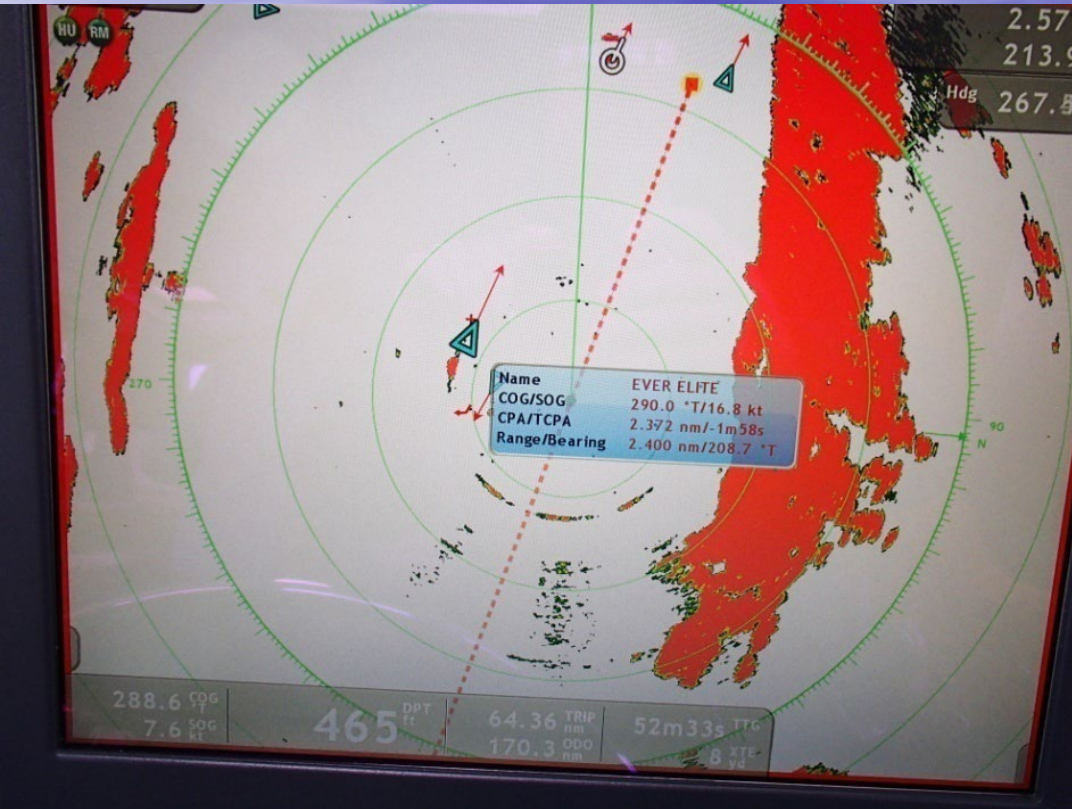 HU RM
2.57
213.9
Hdg 267.
270
90
N
Name EVER ELITE
COG/SOG 290.0 °T/16.8 kt
CPA/TCPA 2.372 nm/-1m58s
Range/Bearing 2.400 nm/208.7 °T
288.6 COG °T
7.6 SOG kt
465 DPT ft
64.36 TRIP nm
170.3 ODO nm
52m33s TTG
8 XTE yd